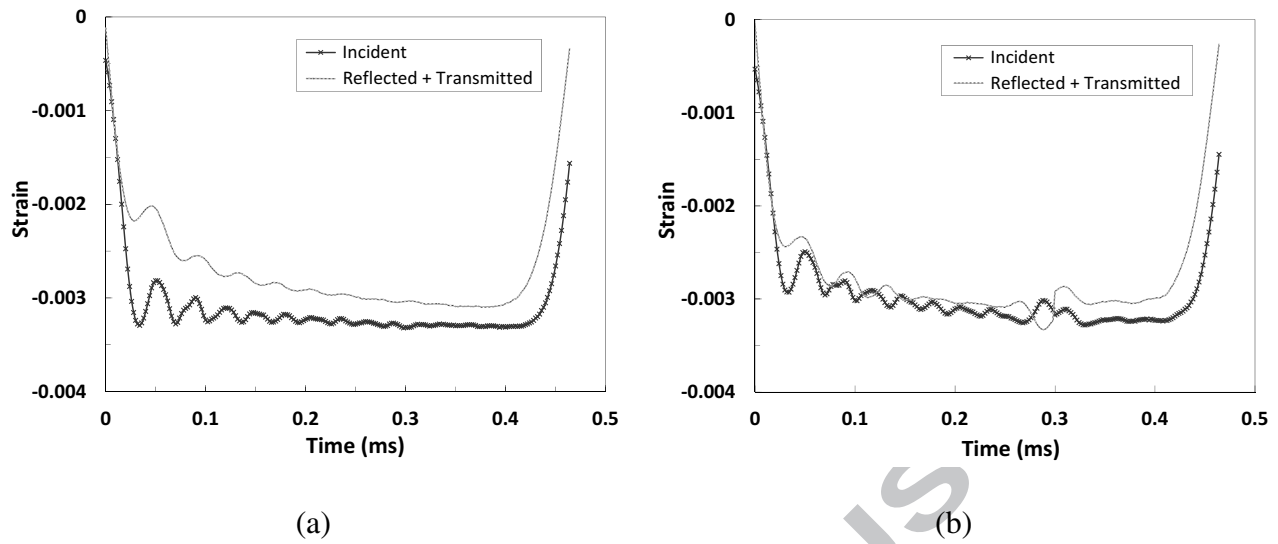 0
-0.001
-0.002
-0.003
-0.004
Strain
0
0.1
0.2
0.3
0.4
0.5
Time (ms)
Incident
Reflected + Transmitted
(a)
0
-0.001
-0.002
-0.003
-0.004
Strain
0
0.1
0.2
0.3
0.4
0.5
Time (ms)
Incident
Reflected + Transmitted
(b)